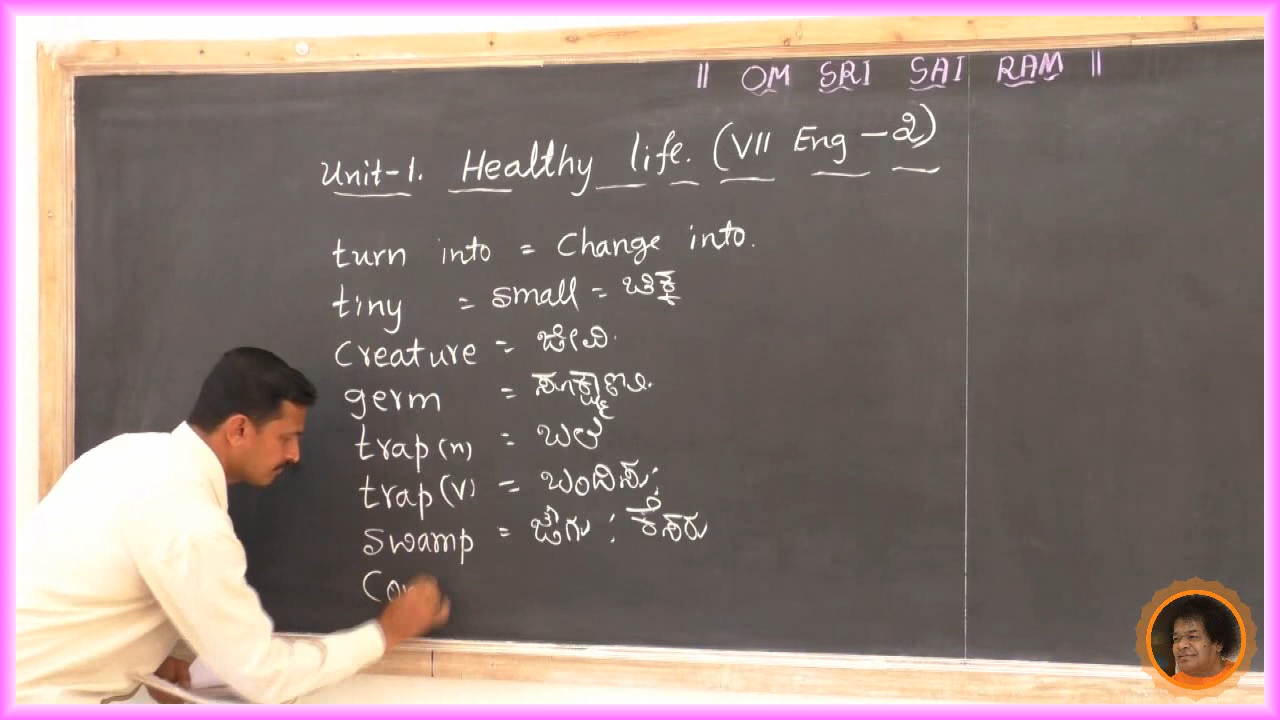 ॥ OM SRI SAI RAM ॥
Unit-1. Healthy life. (VII Eng - 2)
turn into = Change into.
tiny = small = ಚಿಕ್ಕ
Creature = ಜೀವಿ.
germ = ಸೂಕ್ಷ್ಮಾಣು.
trap(n) = ಬಲೆ
trap(v) = ಬಂದಿಸು;
swamp = ಜೌಗು ; ಕೆಸರು
Con